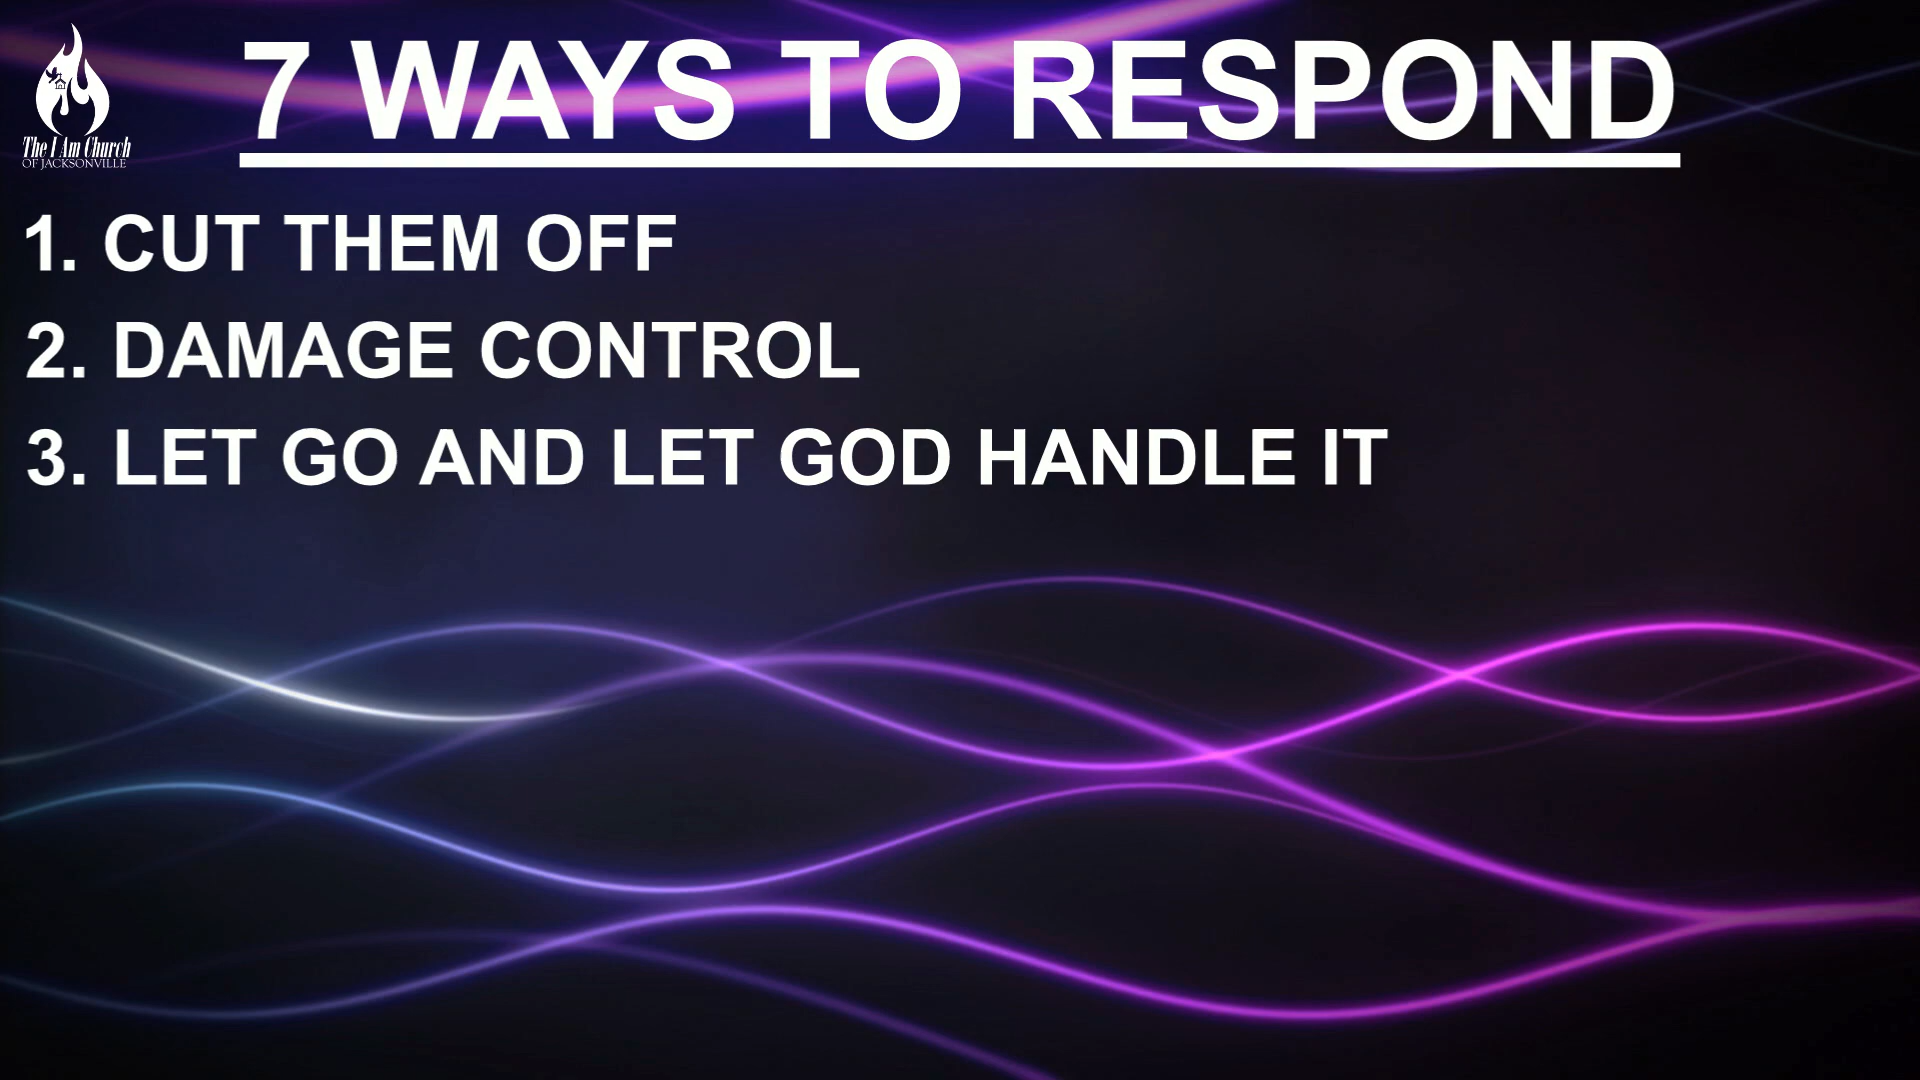 The I Am Church
OF JACKSONVILLE
7 WAYS TO RESPOND
1. CUT THEM OFF
2. DAMAGE CONTROL
3. LET GO AND LET GOD HANDLE IT